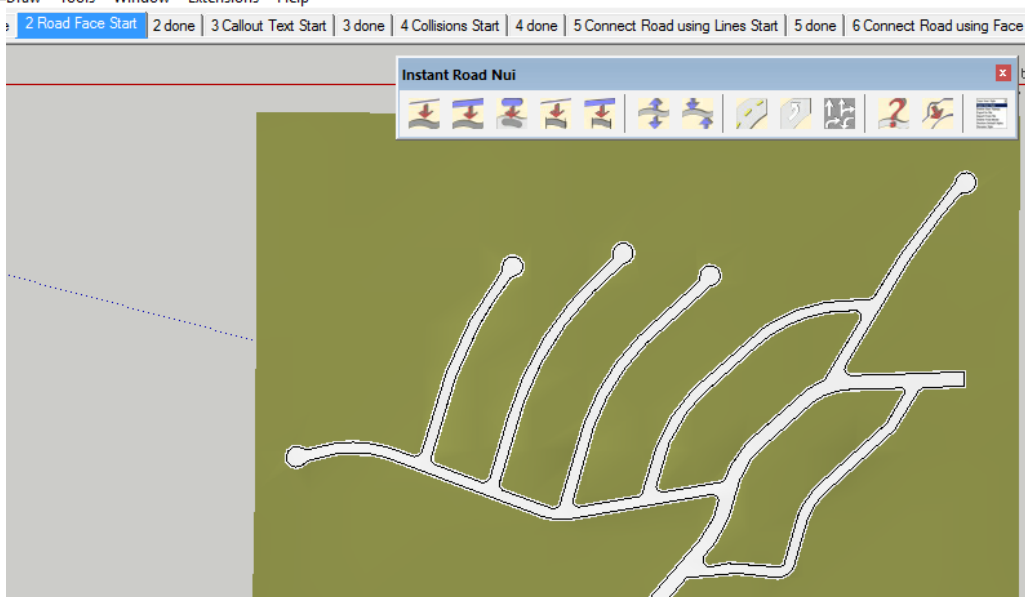 Draw Tools Window Extensions Help
2 Road Face Start 2 done 3 Callout Text Start 3 done 4 Collisions Start 4 done 5 Connect Road using Lines Start 5 done 6 Connect Road using Face
Instant Road Nui